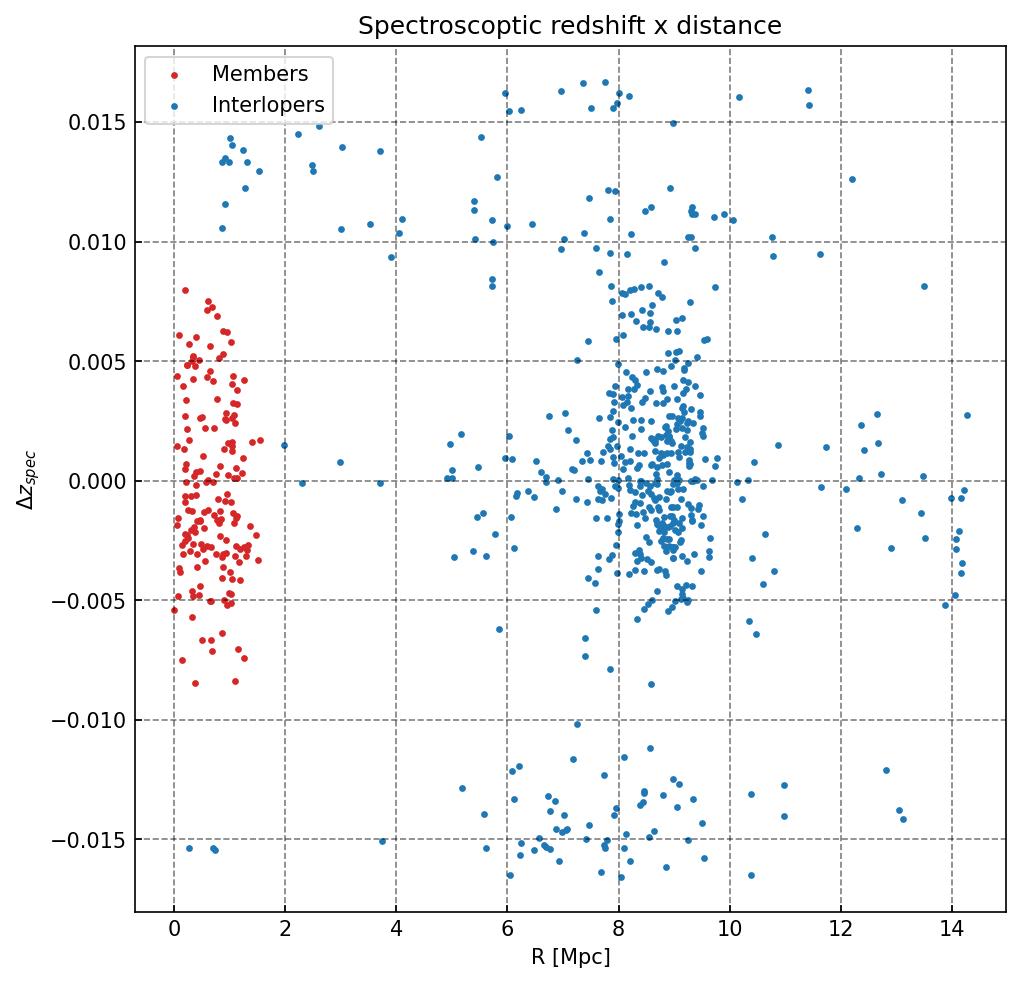 Spectroscoptic redshift x distance
Members
Interlopers
0.015
0.010
0.005
0.000
−0.005
−0.010
−0.015
Δz_spec
0 2 4 6 8 10 12 14
R [Mpc]